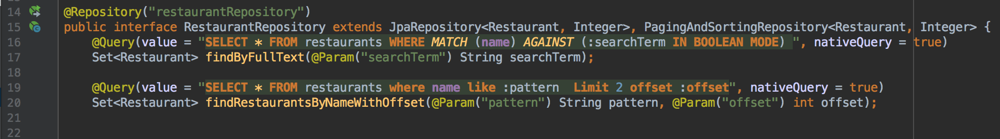 14 @Repository("restaurantRepository")
15 public interface RestaurantRepository extends JpaRepository<Restaurant, Integer>, PagingAndSortingRepository<Restaurant, Integer> {
16 @Query(value = "SELECT * FROM restaurants WHERE MATCH (name) AGAINST (:searchTerm IN BOOLEAN MODE) ", nativeQuery = true)
17 Set<Restaurant> findByFullText(@Param("searchTerm") String searchTerm);
18
19 @Query(value = "SELECT * FROM restaurants where name like :pattern  Limit 2 offset :offset", nativeQuery = true)
20 Set<Restaurant> findRestaurantsByNameWithOffset(@Param("pattern") String pattern, @Param("offset") int offset);
21
22